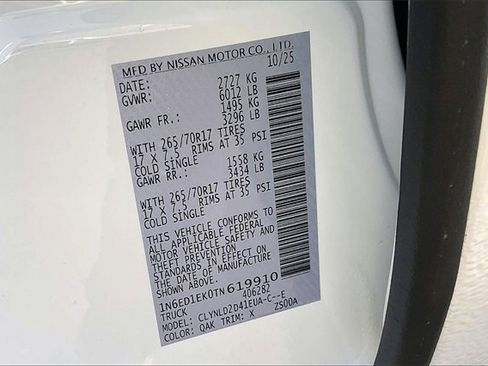 MFD BY NISSAN MOTOR CO., LTD.
DATE: 10/25
GVWR: 2727 KG
6012 LB
GAWR FR.: 1495 KG
3296 LB
WITH 265/70R17 TIRES
17 X 7.5 RIMS AT 35 PSI
COLD SINGLE
GAWR RR.: 1558 KG
3434 LB
WITH 265/70R17 TIRES
17 X 7.5 RIMS AT 35 PSI
COLD SINGLE
THIS VEHICLE CONFORMS TO
ALL APPLICABLE FEDERAL
MOTOR VEHICLE SAFETY AND
THEFT PREVENTION
STANDARDS IN EFFECT ON
THE DATE OF MANUFACTURE
SHOWN ABOVE.
1N6ED1EK0TN619910
TRUCK 406282
MODEL: CLYNLD2D41EUA-C--E
COLOR: QAK TRIM: X ZS00A